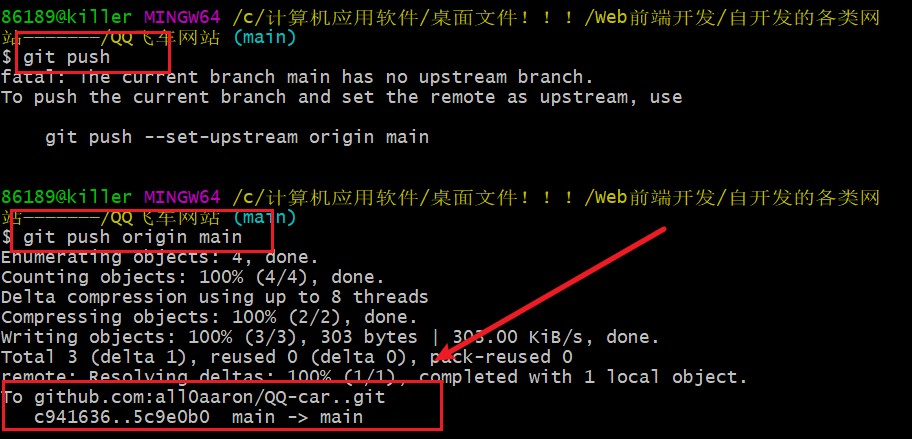 86189@killer MINGW64 /c/计算机应用软件/桌面文件！！！/Web前端开发/自开发的各类网
站-------/QQ飞车网站 (main)
$ git push
fatal: The current branch main has no upstream branch.
To push the current branch and set the remote as upstream, use
git push --set-upstream origin main
86189@killer MINGW64 /c/计算机应用软件/桌面文件！！！/Web前端开发/自开发的各类网
站-------/QQ飞车网站 (main)
$ git push origin main
Enumerating objects: 4, done.
Counting objects: 100% (4/4), done.
Delta compression using up to 8 threads
Compressing objects: 100% (2/2), done.
Writing objects: 100% (3/3), 303 bytes | 303.00 KiB/s, done.
Total 3 (delta 1), reused 0 (delta 0), pack-reused 0
remote: Resolving deltas: 100% (1/1), completed with 1 local object.
To github.com:all0aaron/QQ-car..git
c941636..5c9e0b0  main -> main